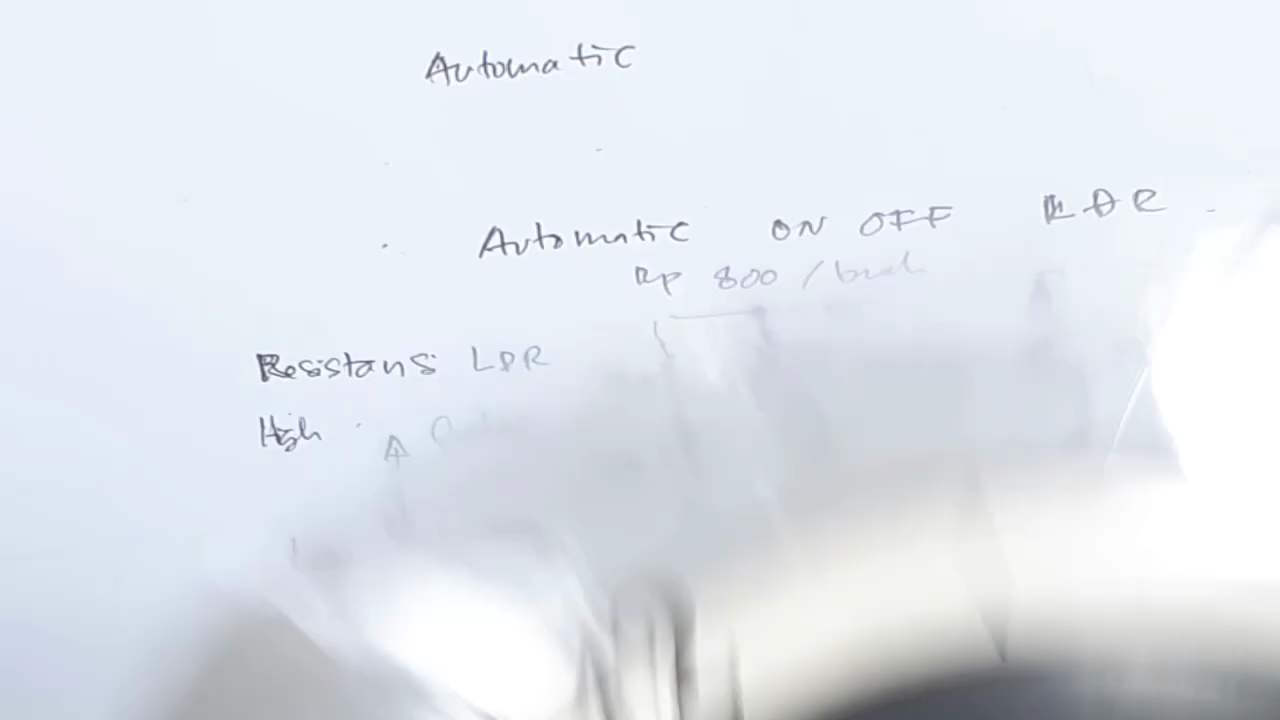 Automatic
Automatic ON OFF LDR
Rp 800 /buah
Resistans LDR
High